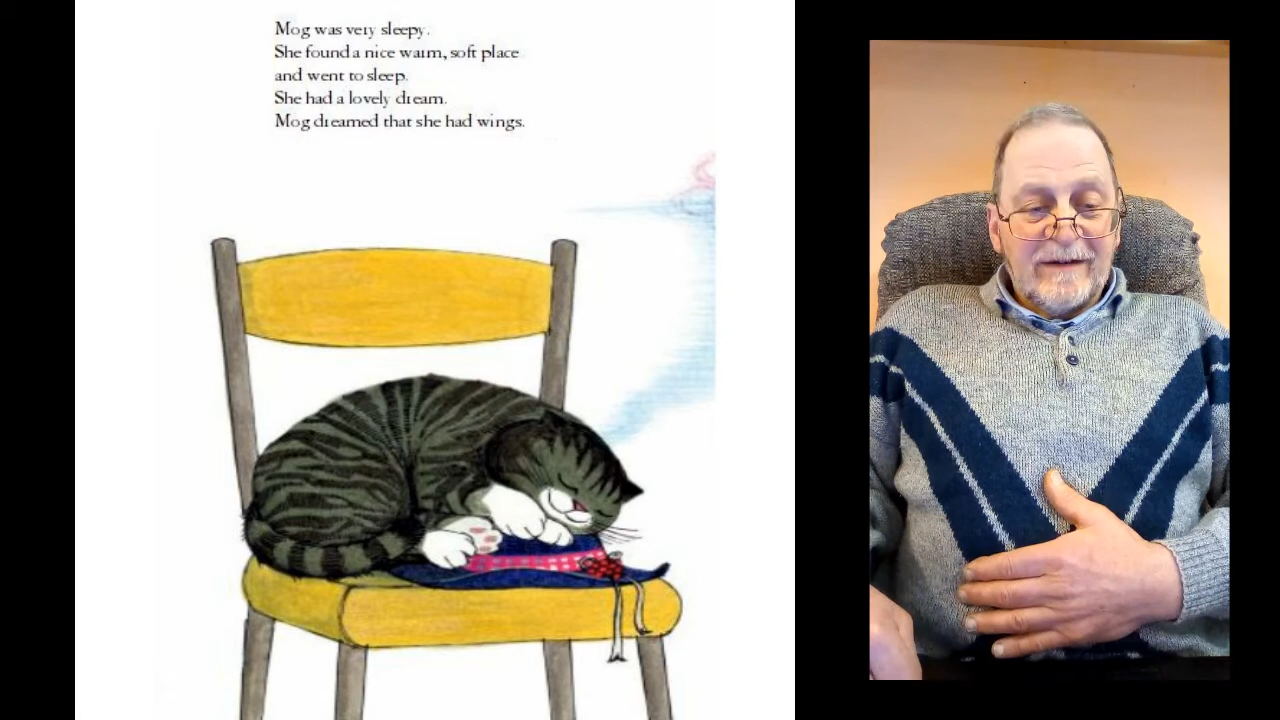 Mog was very sleepy.
She found a nice warm, soft place
and went to sleep.
She had a lovely dream.
Mog dreamed that she had wings.